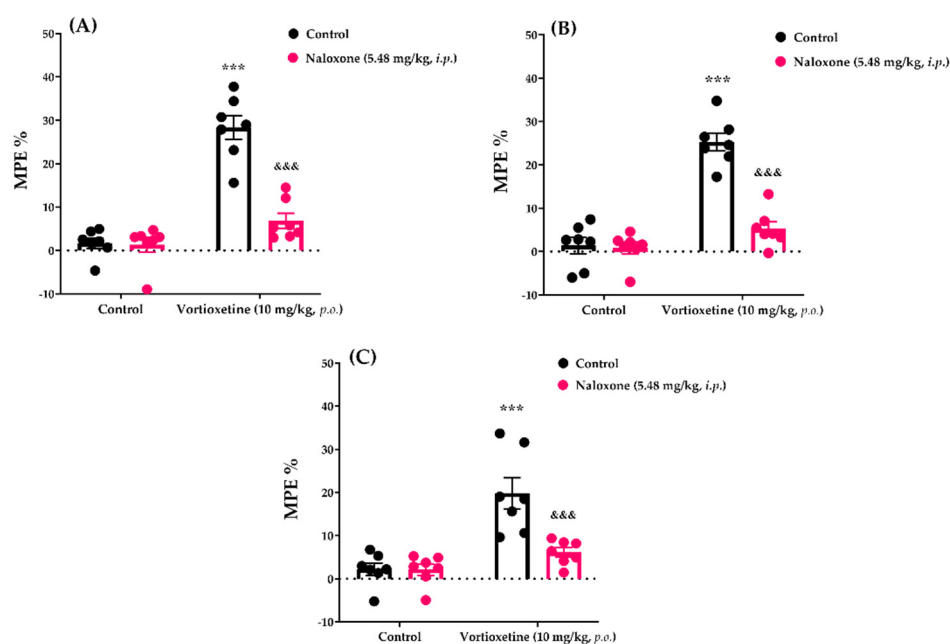 (A)
Control
Naloxone (5.48 mg/kg, i.p.)
MPE %
50
40
30
20
10
0
-10
***
&&&
Control
Vortioxetine (10 mg/kg, p.o.)
(B)
Control
Naloxone (5.48 mg/kg, i.p.)
MPE %
50
40
30
20
10
0
-10
***
&&&
Control
Vortioxetine (10 mg/kg, p.o.)
(C)
Control
Naloxone (5.48 mg/kg, i.p.)
MPE %
50
40
30
20
10
0
-10
***
&&&
Control
Vortioxetine (10 mg/kg, p.o.)